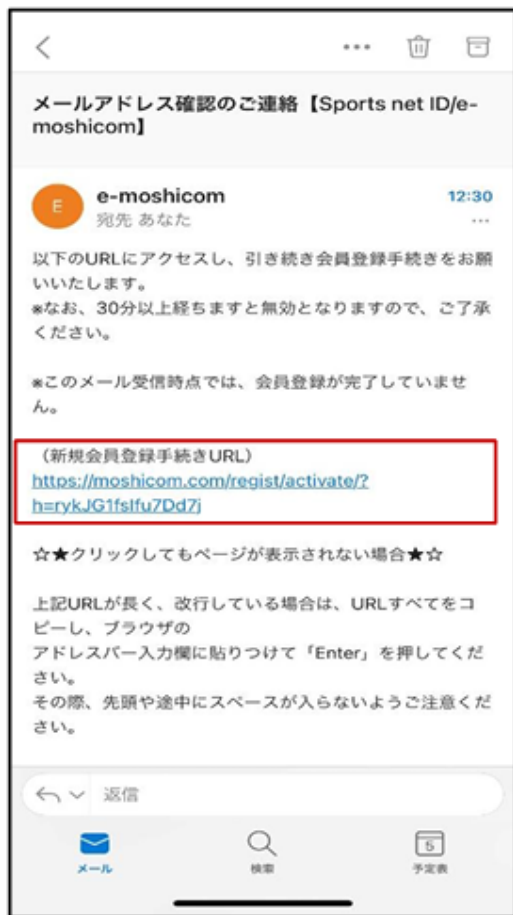 メールアドレス確認のご連絡【Sports net ID/e-
moshicom】
E
e-moshicom
12:30
宛先 あなた
以下のURLにアクセスし、引き続き会員登録手続きをお願
いいたします。
※なお、30分以上経ちますと無効となりますので、ご了承
ください。
※このメール受信時点では、会員登録が完了していませ
ん。
（新規会員登録手続きURL）
https://moshicom.com/regist/activate/?
h=rykJG1fslfu7Dd7j
☆★クリックしてもページが表示されない場合★☆
上記URLが長く、改行している場合は、URLすべてをコ
ピーし、ブラウザの
アドレスバー入力欄に貼りつけて「Enter」を押してくだ
さい。
その際、先頭や途中にスペースが入らないようご注意くだ
さい。
返信
メール
検索
5
予定表